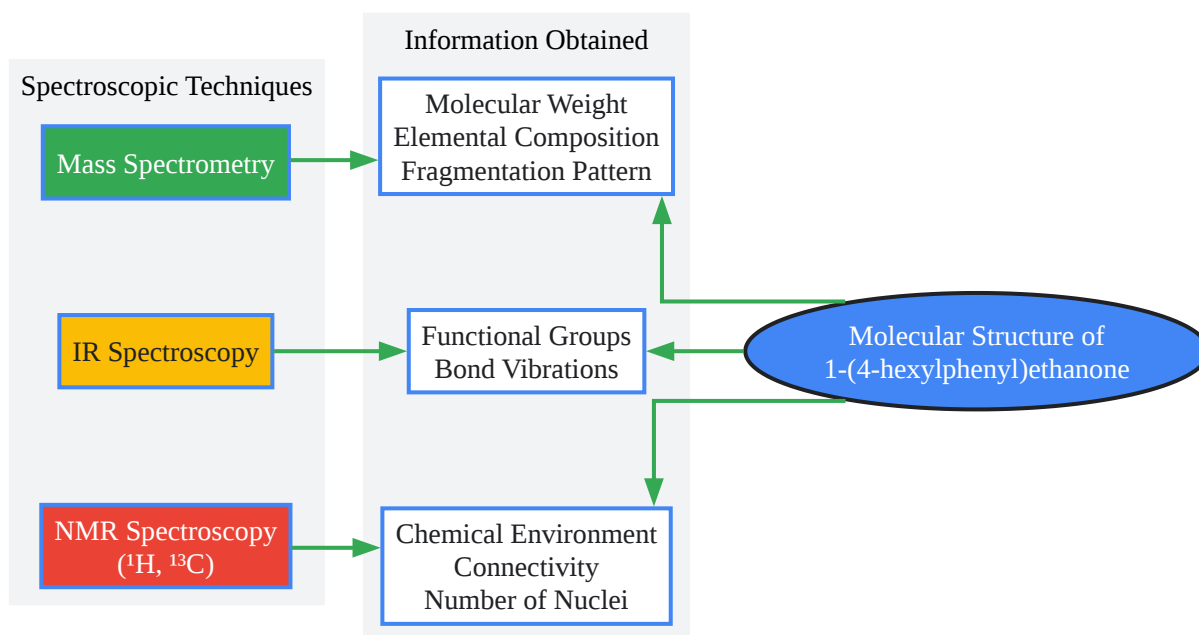 Spectroscopic Techniques
Mass Spectrometry
IR Spectroscopy
NMR Spectroscopy
(¹H, ¹³C)
Information Obtained
Molecular Weight
Elemental Composition
Fragmentation Pattern
Functional Groups
Bond Vibrations
Chemical Environment
Connectivity
Number of Nuclei
Molecular Structure of
1-(4-hexylphenyl)ethanone